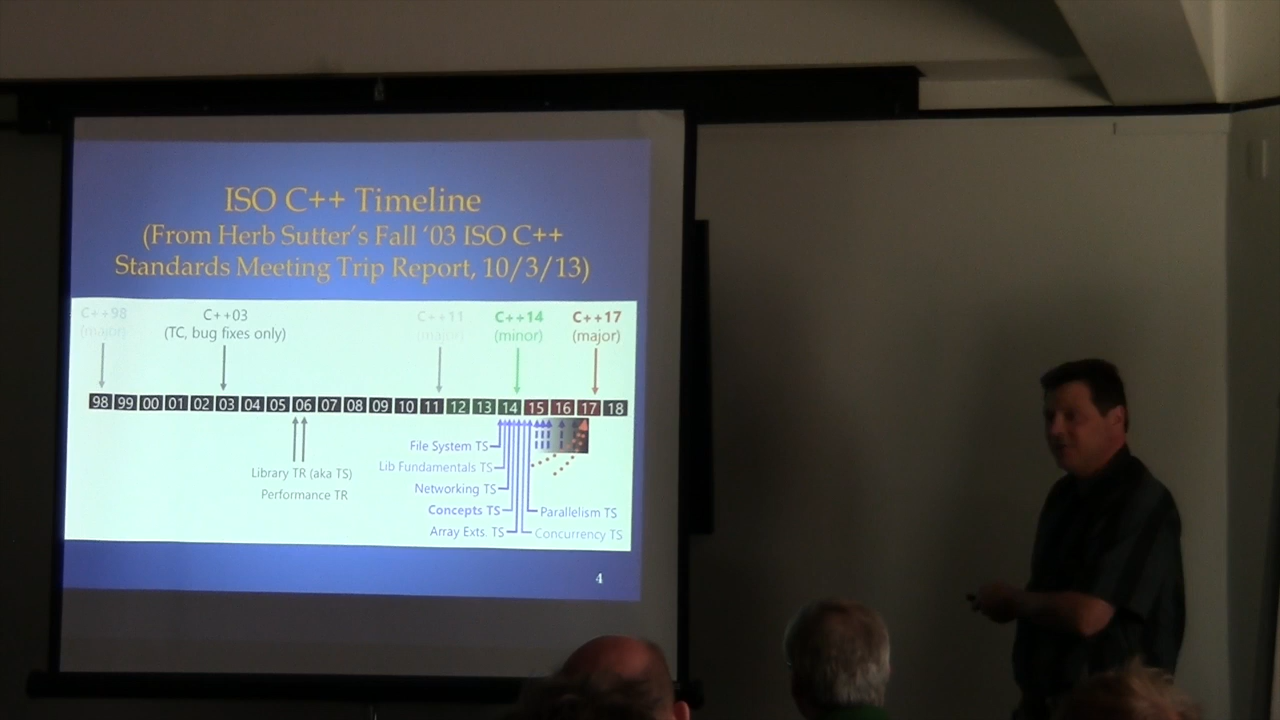 ISO C++ Timeline
(From Herb Sutter's Fall '03 ISO C++
Standards Meeting Trip Report, 10/3/13)
C++98 C++03 C++11 C++14 C++17
(major) (TC, bug fixes only) (major) (minor) (major)
98 99 00 01 02 03 04 05 06 07 08 09 10 11 12 13 14 15 16 17 18
File System TS
Library TR (aka TS) Lib Fundamentals TS
Performance TR Networking TS
Concepts TS Parallelism TS
Array Exts. TS Concurrency TS
4